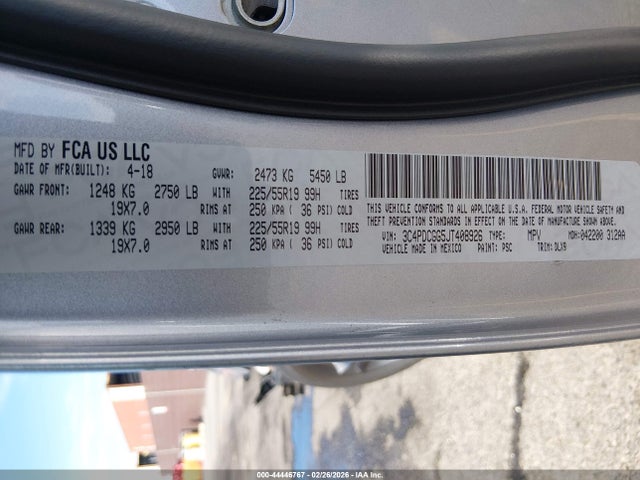 MFD BY FCA US LLC
DATE OF MFR(BUILT): 4-18 GVWR: 2473 KG 5450 LB
GAWR FRONT: 1248 KG 2750 LB WITH 225/55R19 99H TIRES
19X7.0 RIMS AT 250 KPA ( 36 PSI) COLD
GAWR REAR: 1339 KG 2950 LB WITH 225/55R19 99H TIRES
19X7.0 RIMS AT 250 KPA ( 36 PSI) COLD
THIS VEHICLE CONFORMS TO ALL APPLICABLE U.S.A. FEDERAL MOTOR VEHICLE SAFETY AND
THEFT PREVENTION STANDARDS IN EFFECT ON THE DATE OF MANUFACTURE SHOWN ABOVE.
VIN: 3C4PDCGG5JT408926 TYPE: MPV MDH: 042200 312AA
VEHICLE MADE IN MEXICO PAINT: PSC TRIM: DLX9
000-44446767 - 02/26/2026 - Copart